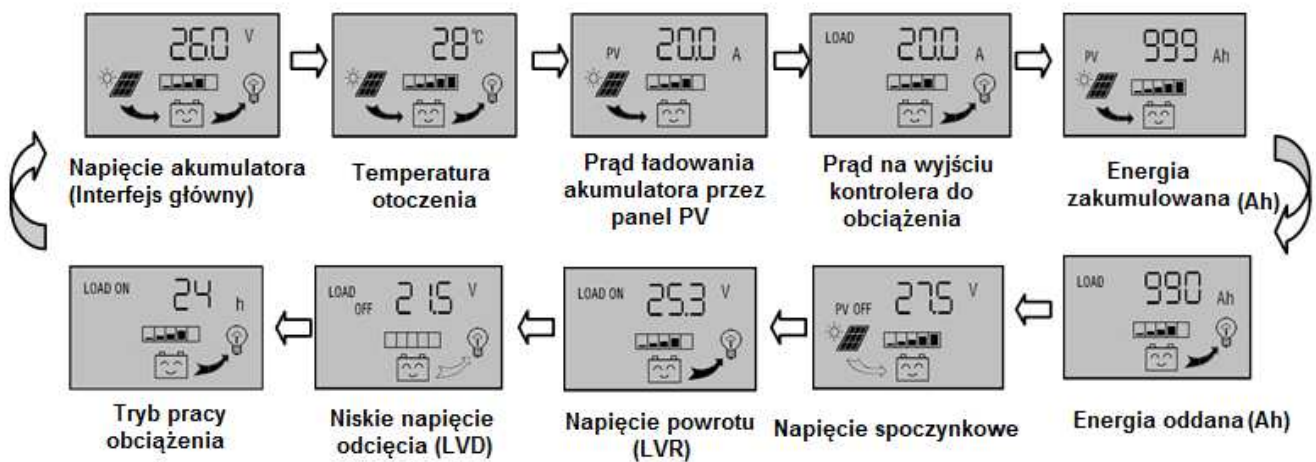 26.0 V
Napięcie akumulatora
(Interfejs główny)
28 °C
Temperatura
otoczenia
PV 20.0 A
Prąd ładowania
akumulatora przez
panel PV
LOAD 20.0 A
Prąd na wyjściu
kontrolera do
obciążenia
PV 999 Ah
Energia
zakumulowana (Ah)
LOAD ON 24 h
Tryb pracy
obciążenia
LOAD OFF 21.5 V
Niskie napięcie
odcięcia (LVD)
LOAD ON 25.3 V
Napięcie powrotu
(LVR)
PV OFF 27.5 V
Napięcie spoczynkowe
LOAD 990 Ah
Energia oddana (Ah)